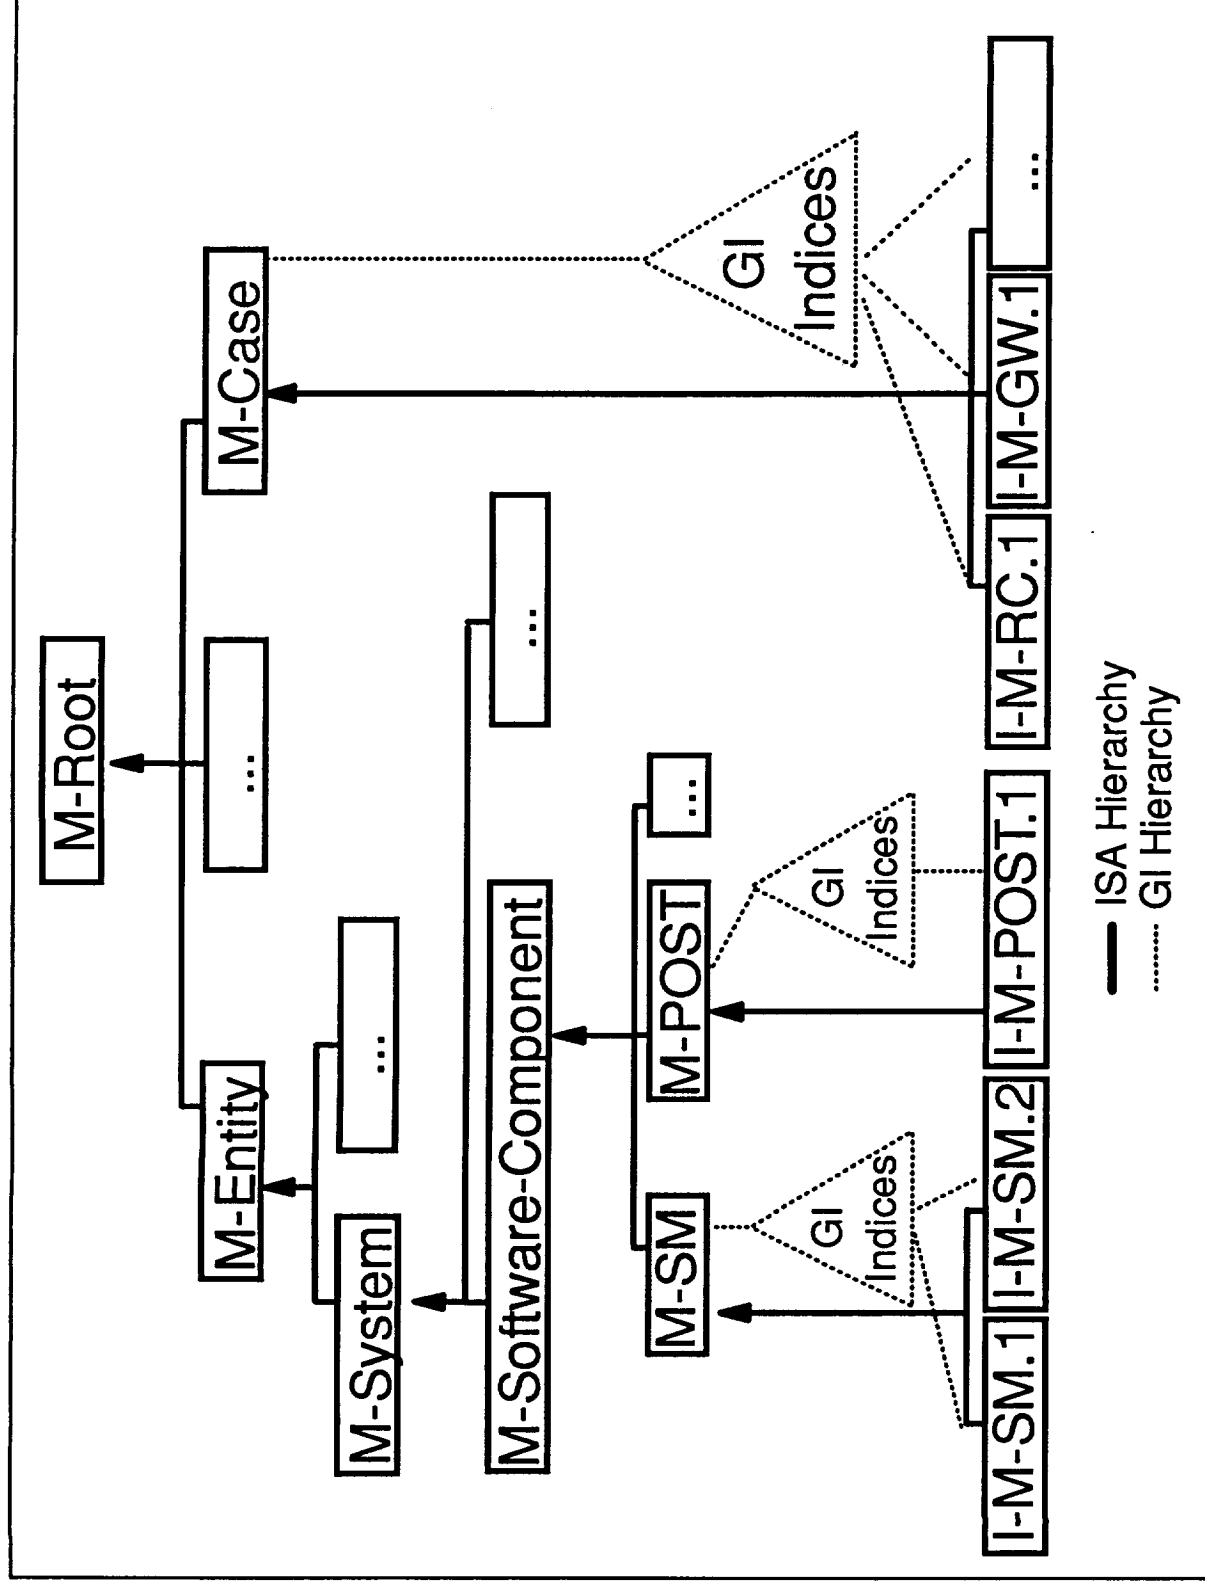 M-Root
M-Entity
...
M-Case
M-System
...
M-Software-Component
...
M-SM
M-POST
...
GI
Indices
GI
Indices
GI
Indices
I-M-SM.1
I-M-SM.2
I-M-POST.1
I-M-RC.1
I-M-GW.1
...
ISA Hierarchy
GI Hierarchy